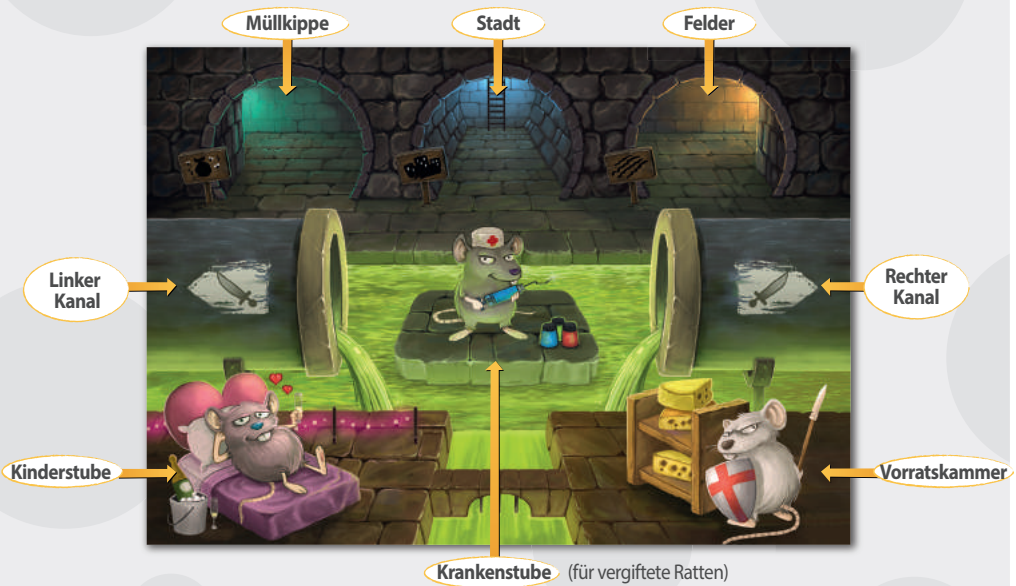 Müllkippe
Stadt
Felder
Linker
Kanal
Rechter
Kanal
Kinderstube
Vorratskammer
Krankenstube (für vergiftete Ratten)